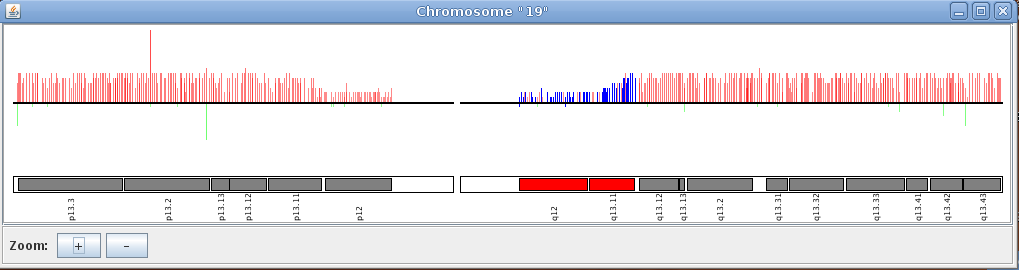 Chromosome "19"
p13.3
p13.2
p13.13
p13.12
p13.11
p12
q12
q13.11
q13.12
q13.13
q13.2
q13.31
q13.32
q13.33
q13.41
q13.42
q13.43
Zoom: + -